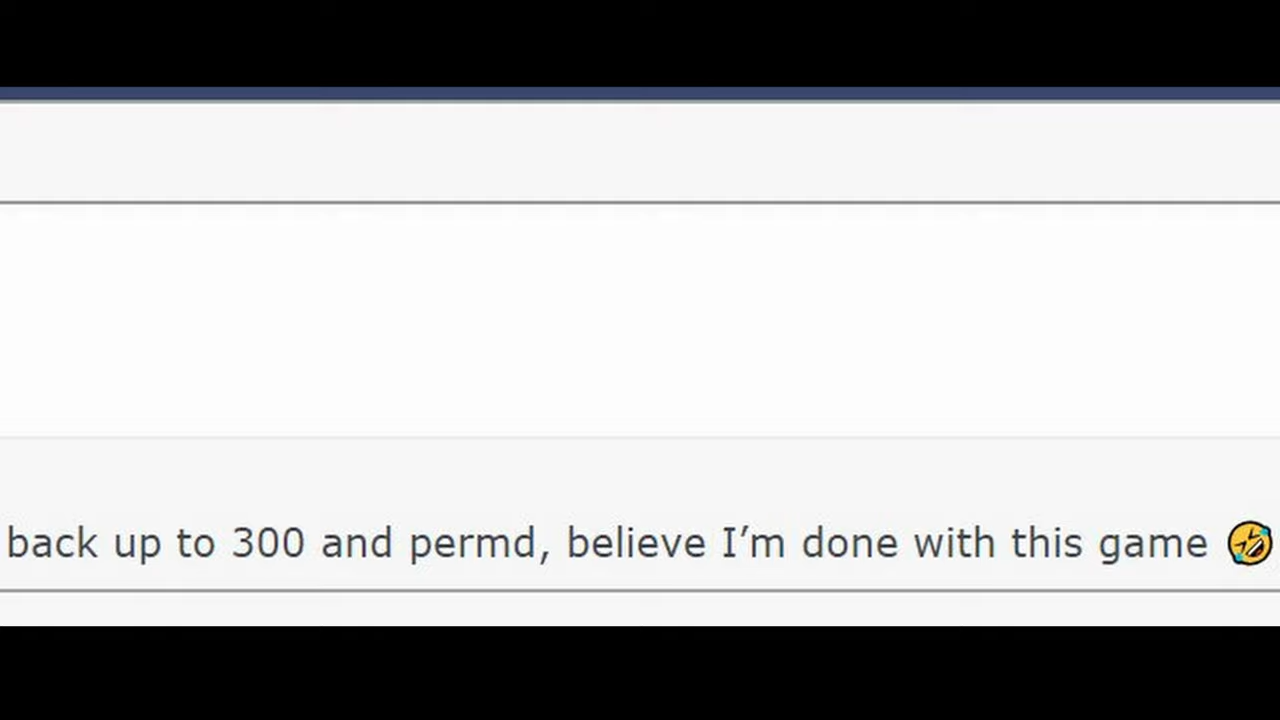 back up to 300 and permd, believe I’m done with this game 🤣